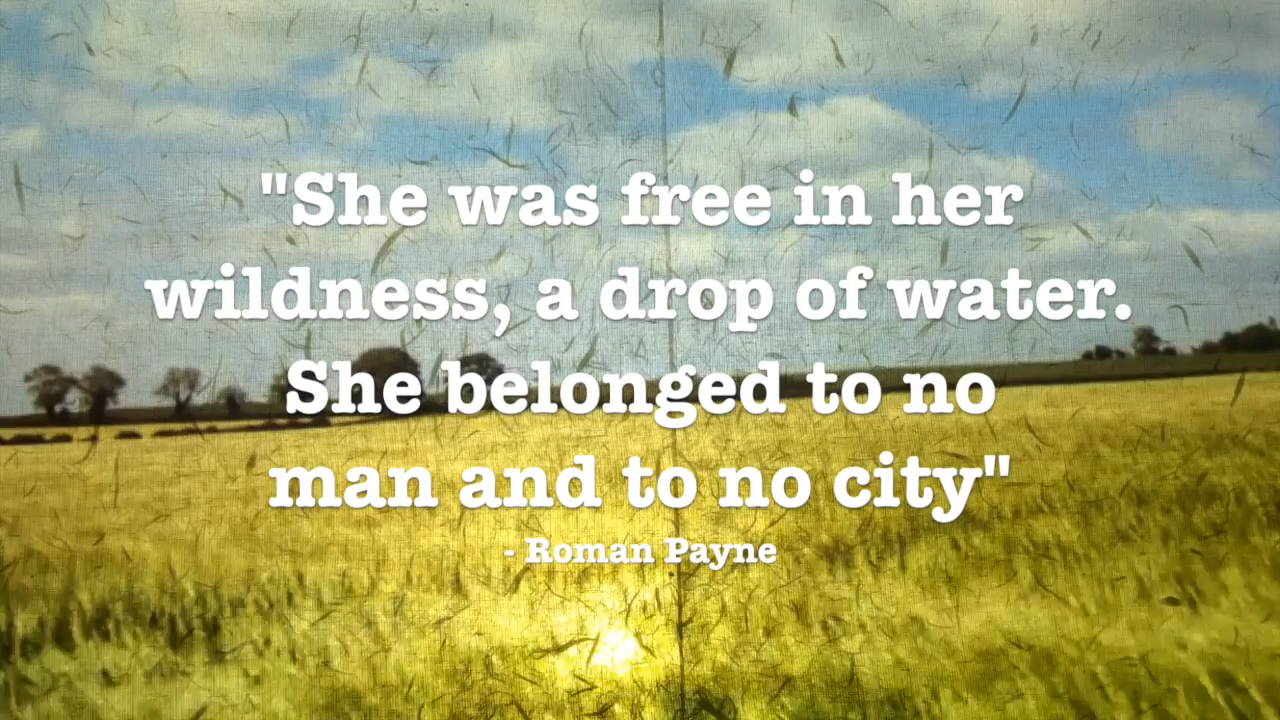 "She was free in her
wildness, a drop of water.
She belonged to no
man and to no city"
- Roman Payne